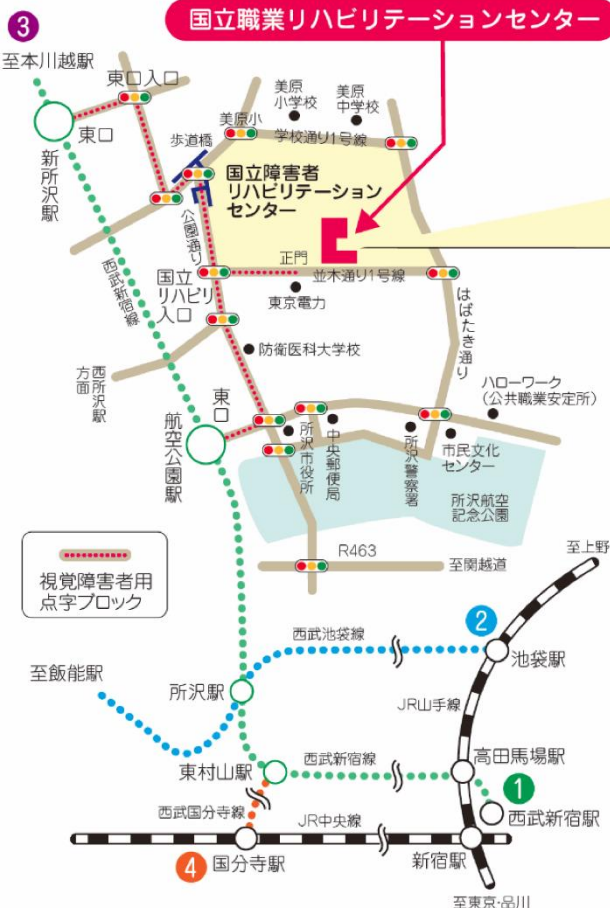 国立職業リハビリテーションセンター
3
至本川越駅
東口入口
東口
新所沢駅
歩道橋
美原小
美原
小学校
美原
中学校
学校通り1号線
国立障害者
リハビリテーション
センター
公園通り
正門
並木通り1号線
国立
リハビリ
入口
東京電力
西武新宿線
はばたき通り
防衛医科大学校
西所沢駅
方面
東口
航空公園駅
所沢市役所
中央郵便局
所沢警察署
市民文化
センター
ハローワーク
(公共職業安定所)
所沢航空
記念公園
視覚障害者用
点字ブロック
R463
至関越道
至上野
2
西武池袋線
池袋駅
至飯能駅
所沢駅
JR山手線
東村山駅
西武新宿線
高田馬場駅
1
西武新宿駅
西武国分寺線
JR中央線
4
国分寺駅
新宿駅
至東京・品川